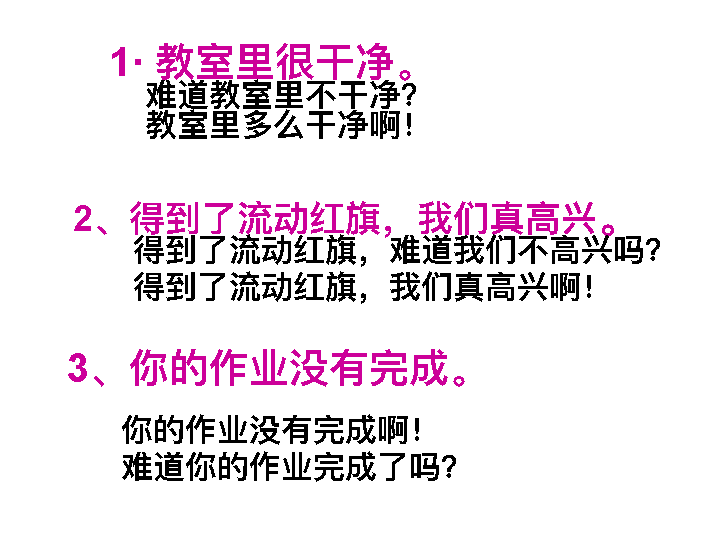 1· 教室里很干净。
难道教室里不干净？
教室里多么干净啊！
2、得到了流动红旗，我们真高兴。
得到了流动红旗，难道我们不高兴吗？
得到了流动红旗，我们真高兴啊！
3、你的作业没有完成。
你的作业没有完成啊！
难道你的作业完成了吗？